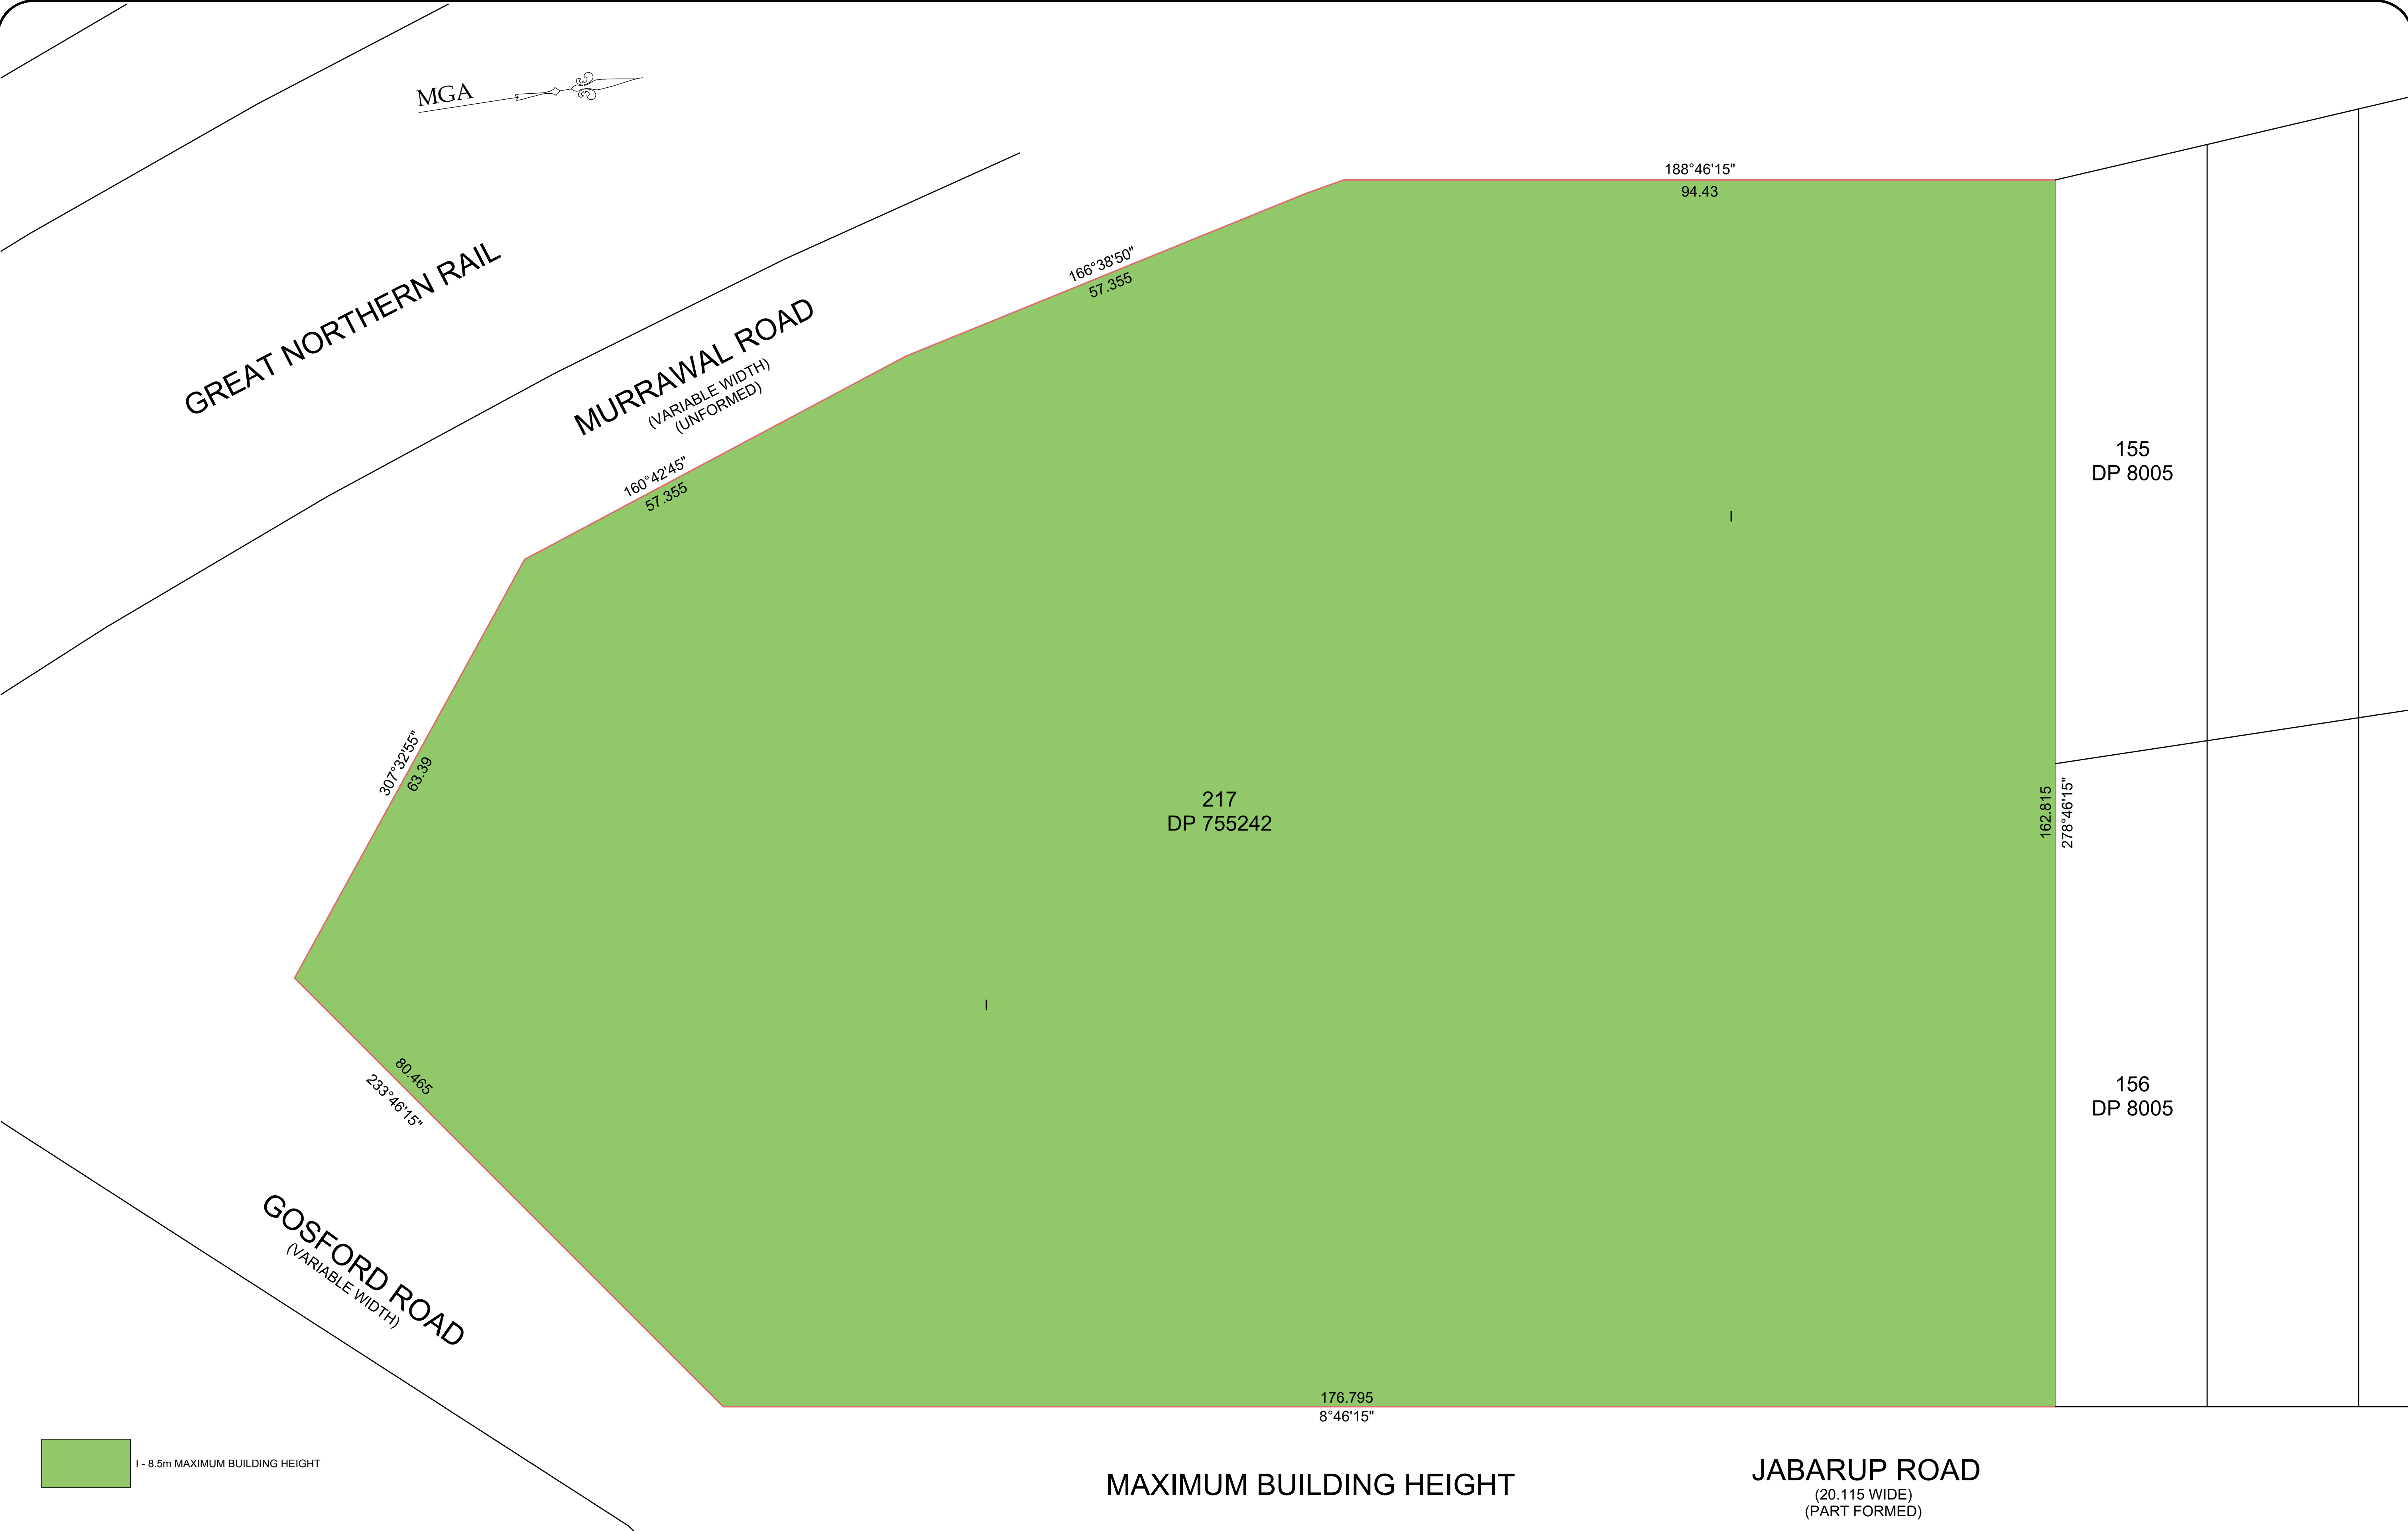 MGA
188°46'15"
94.43
166°38'50"
57.355
GREAT NORTHERN RAIL
MURRAWAL ROAD
(VARIABLE WIDTH)
(UNFORMED)
160°42'45"
57.355
155
DP 8005
I
307°32'55"
63.39
217
DP 755242
162.815
278°46'15"
I
80.465
233°46'15"
156
DP 8005
GOSFORD ROAD
(VARIABLE WIDTH)
176.795
8°46'15"
I - 8.5m MAXIMUM BUILDING HEIGHT
MAXIMUM BUILDING HEIGHT
JABARUP ROAD
(20.115 WIDE)
(PART FORMED)